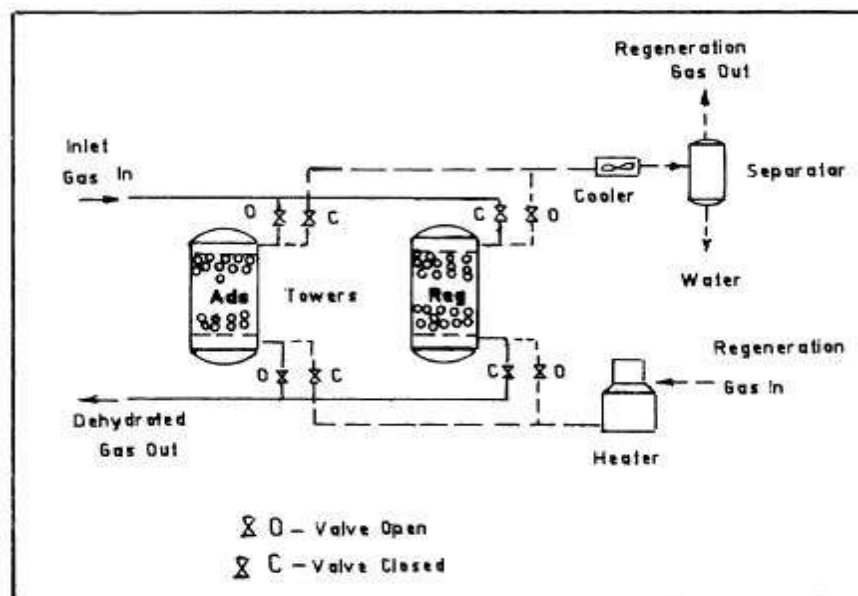 Regeneration
Gas Out
Inlet
Gas In
O
C
C
O
Cooler
Separator
Ads
Towers
Reg
Water
O
C
C
O
Regeneration
Gas In
Dehydrated
Gas Out
Heater
O – Valve Open
C – Valve Closed